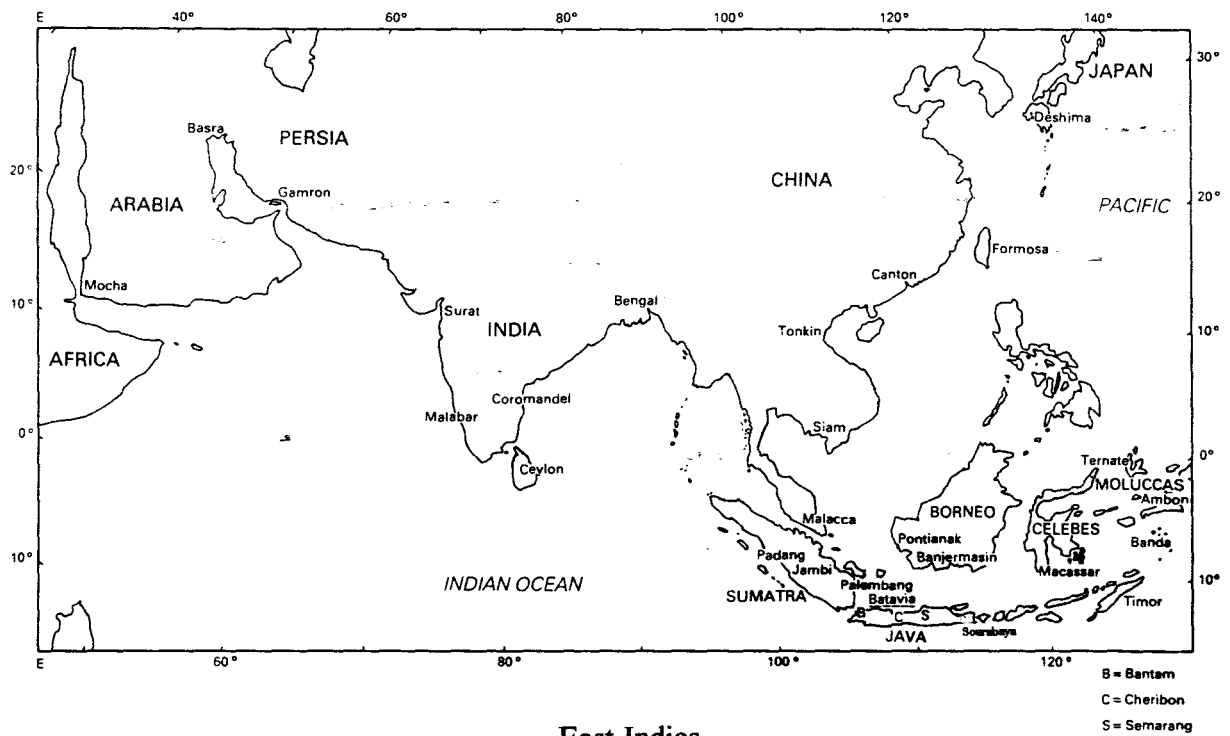 40° 60° 80° 100° 120° 140°
E
30°
30°
JAPAN
Deshima
Basra
PERSIA
20°
CHINA
Gamron
ARABIA
20°
PACIFIC
Formosa
Canton
Mocha
Bengal
10°
Surat
INDIA
Tonkin
10°
AFRICA
Coromandel
Malabar
Siam
0°
Ceylon
0°
Ternate
MOLUCCAS
Ambon
Malacca
BORNEO
CELEBES
Pontianak
Banda
Padang
Banjermasin
10°
Jambi
Macassar
INDIAN OCEAN
Palembang
10°
SUMATRA
Batavia
Timor
B
C
S
Sourabaya
JAVA
E
60° 80° 100° 120°
B = Bantam
C = Cheribon
S = Semarang
East Indies